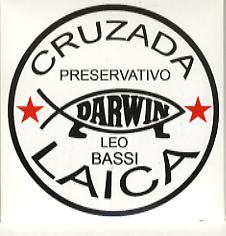 CRUZADA
PRESERVATIVO
DARWIN
LEO
BASSI
LAICA